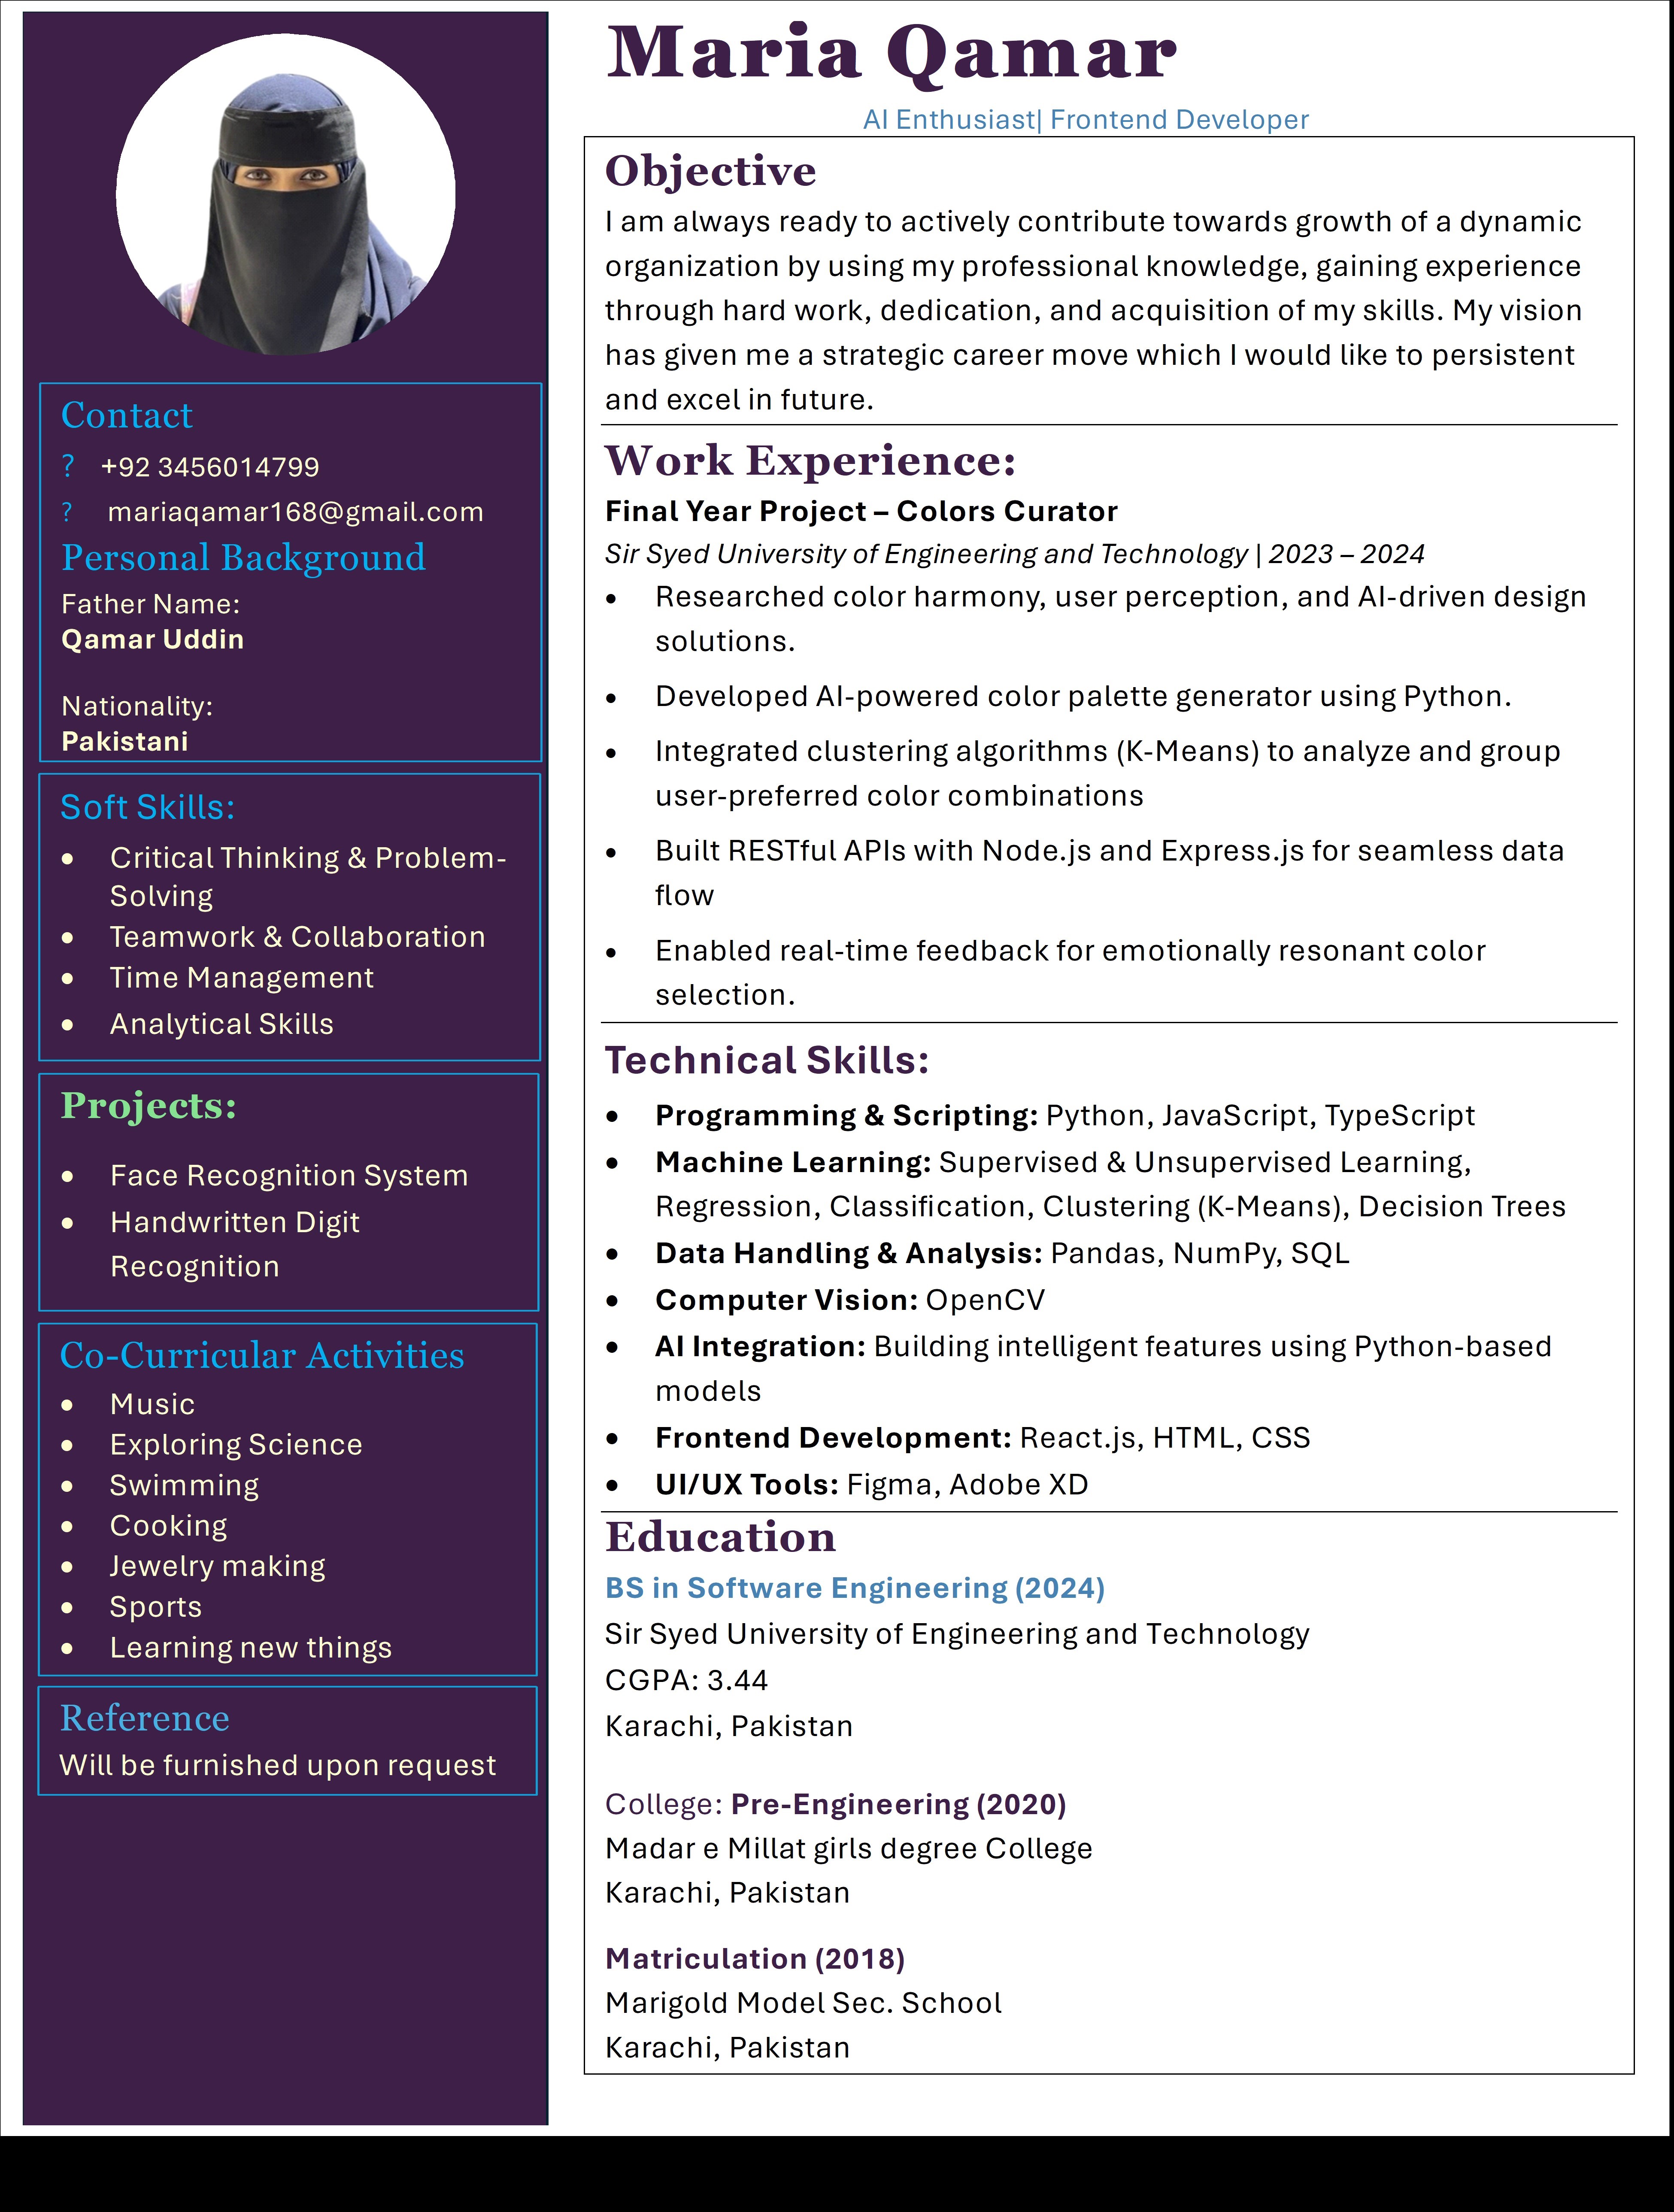 Maria Qamar
AI Enthusiast| Frontend Developer
Contact
? +92 3456014799
? mariaqamar168@gmail.com
Personal Background
Father Name:
Qamar Uddin
Nationality:
Pakistani
Soft Skills:
• Critical Thinking & Problem-
Solving
• Teamwork & Collaboration
• Time Management
• Analytical Skills
Projects:
• Face Recognition System
• Handwritten Digit
Recognition
Co-Curricular Activities
• Music
• Exploring Science
• Swimming
• Cooking
• Jewelry making
• Sports
• Learning new things
Reference
Will be furnished upon request
Objective
I am always ready to actively contribute towards growth of a dynamic
organization by using my professional knowledge, gaining experience
through hard work, dedication, and acquisition of my skills. My vision
has given me a strategic career move which I would like to persistent
and excel in future.
Work Experience:
Final Year Project – Colors Curator
Sir Syed University of Engineering and Technology | 2023 – 2024
• Researched color harmony, user perception, and AI-driven design
solutions.
• Developed AI-powered color palette generator using Python.
• Integrated clustering algorithms (K-Means) to analyze and group
user-preferred color combinations
• Built RESTful APIs with Node.js and Express.js for seamless data
flow
• Enabled real-time feedback for emotionally resonant color
selection.
Technical Skills:
• Programming & Scripting: Python, JavaScript, TypeScript
• Machine Learning: Supervised & Unsupervised Learning,
Regression, Classification, Clustering (K-Means), Decision Trees
• Data Handling & Analysis: Pandas, NumPy, SQL
• Computer Vision: OpenCV
• AI Integration: Building intelligent features using Python-based
models
• Frontend Development: React.js, HTML, CSS
• UI/UX Tools: Figma, Adobe XD
Education
BS in Software Engineering (2024)
Sir Syed University of Engineering and Technology
CGPA: 3.44
Karachi, Pakistan
College: Pre-Engineering (2020)
Madar e Millat girls degree College
Karachi, Pakistan
Matriculation (2018)
Marigold Model Sec. School
Karachi, Pakistan